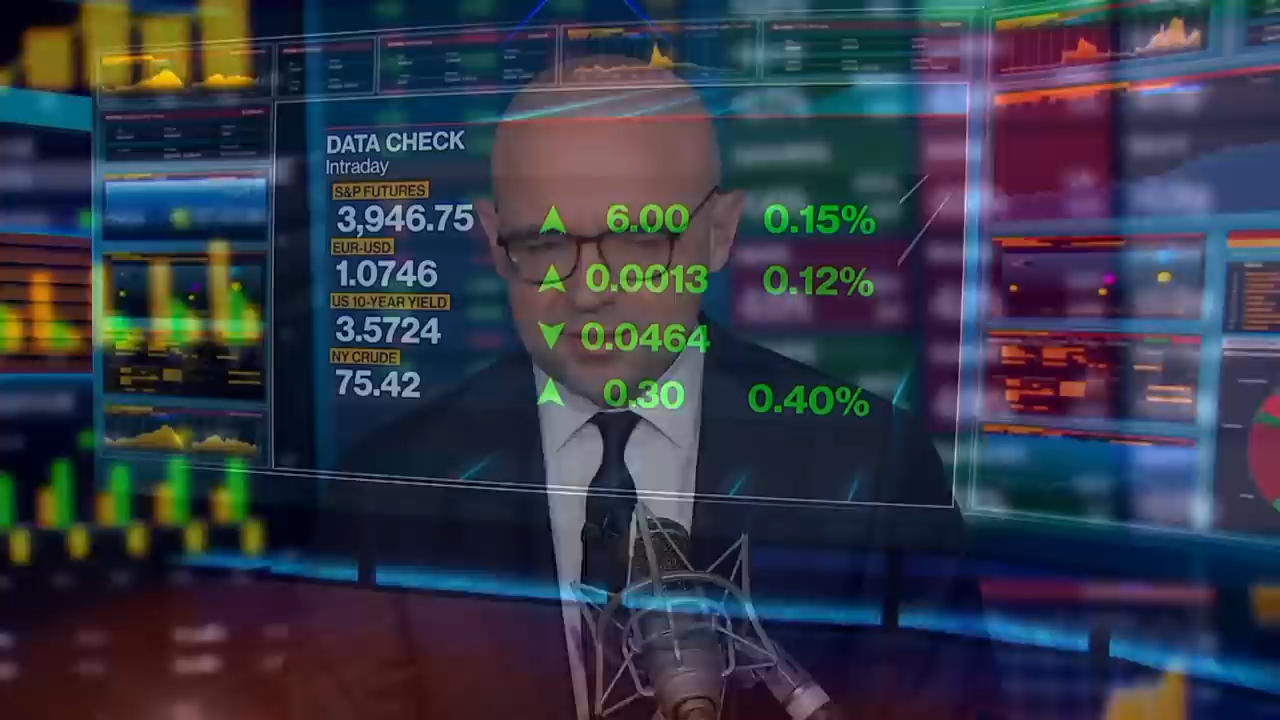 DATA CHECK
Intraday
S&P FUTURES
3,946.75 ▲ 6.00 0.15%
EUR-USD
1.0746 ▲ 0.0013 0.12%
US 10-YEAR YIELD
3.5724 ▼ 0.0464
NY CRUDE
75.42 ▲ 0.30 0.40%